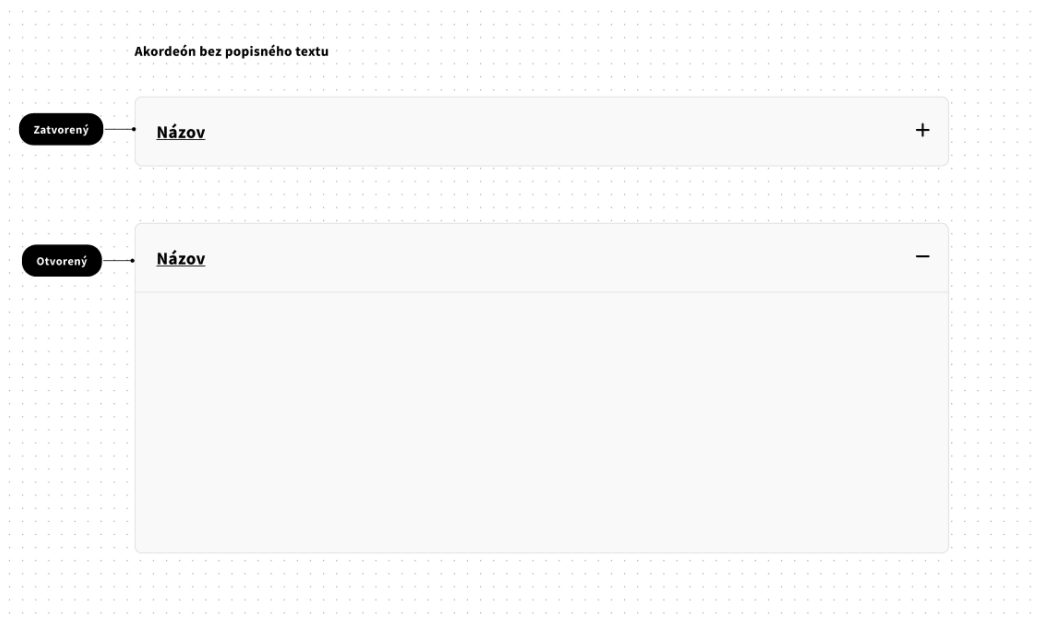 Akordeón bez popisného textu
Zatvorený
Názov
Otvorený
Názov